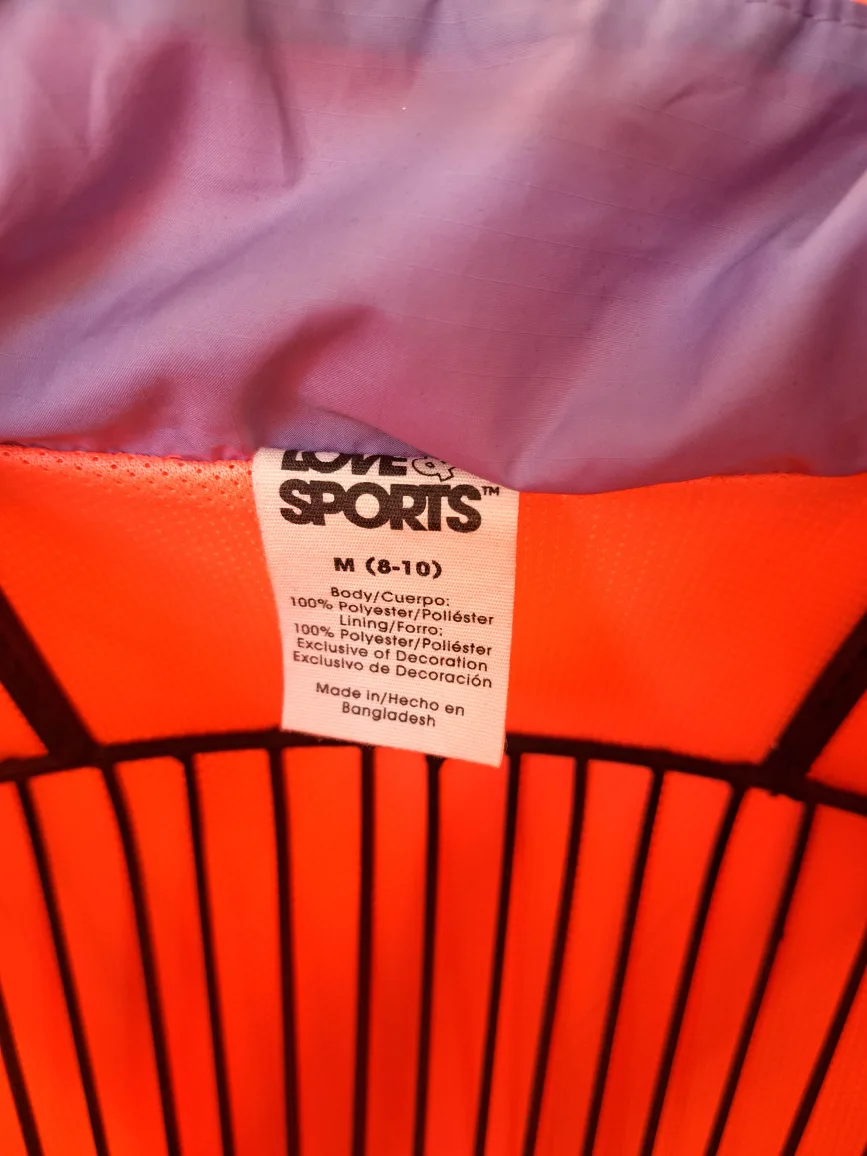 LOVE &
SPORTS™
M (8-10)
Body/Cuerpo:
100% Polyester/Poliéster
Lining/Forro:
100% Polyester/Poliéster
Exclusive of Decoration
Exclusivo de Decoración
Made in/Hecho en
Bangladesh